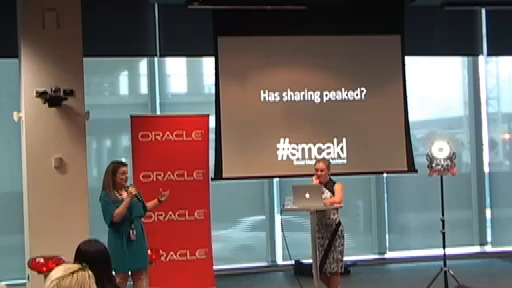 Has sharing peaked?
#smcakl
ORACLE
ORACLE
ORACLE
ORACLE